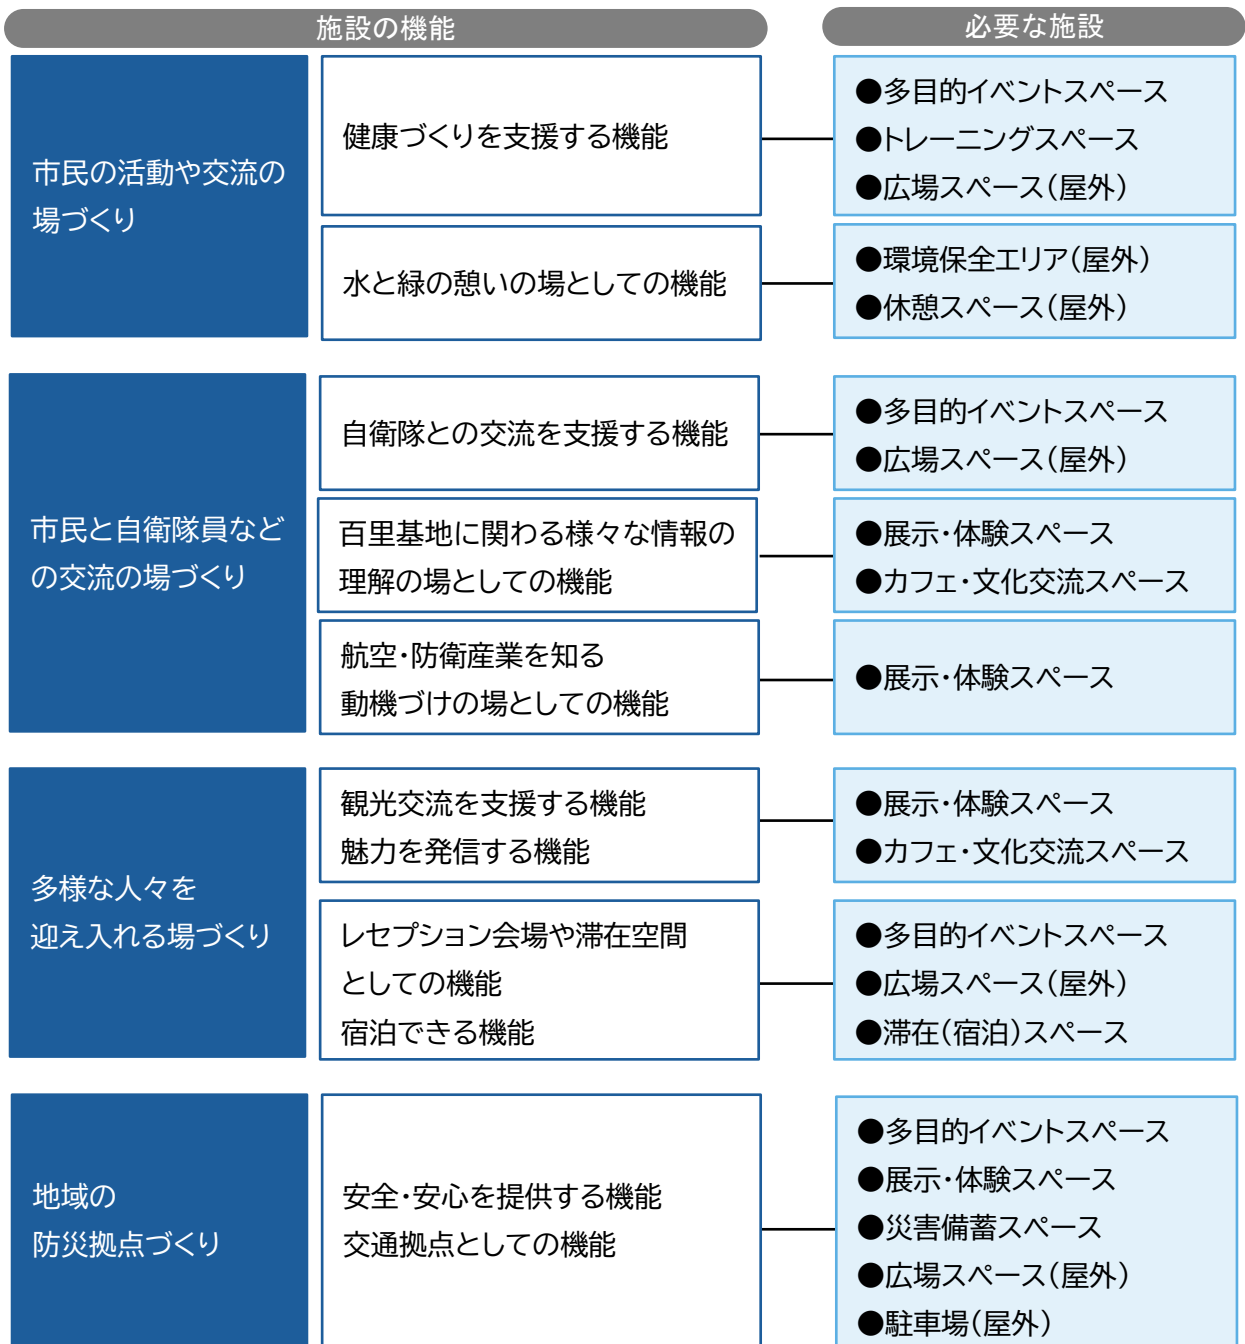 施設の機能
必要な施設
市民の活動や交流の
場づくり
健康づくりを支援する機能
●多目的イベントスペース
●トレーニングスペース
●広場スペース(屋外)
水と緑の憩いの場としての機能
●環境保全エリア(屋外)
●休憩スペース(屋外)
市民と自衛隊員など
の交流の場づくり
自衛隊との交流を支援する機能
●多目的イベントスペース
●広場スペース(屋外)
百里基地に関わる様々な情報の
理解の場としての機能
●展示・体験スペース
●カフェ・文化交流スペース
航空・防衛産業を知る
動機づけの場としての機能
●展示・体験スペース
多様な人々を
迎え入れる場づくり
観光交流を支援する機能
魅力を発信する機能
●展示・体験スペース
●カフェ・文化交流スペース
レセプション会場や滞在空間
としての機能
宿泊できる機能
●多目的イベントスペース
●広場スペース(屋外)
●滞在(宿泊)スペース
地域の
防災拠点づくり
安全・安心を提供する機能
交通拠点としての機能
●多目的イベントスペース
●展示・体験スペース
●災害備蓄スペース
●広場スペース(屋外)
●駐車場(屋外)